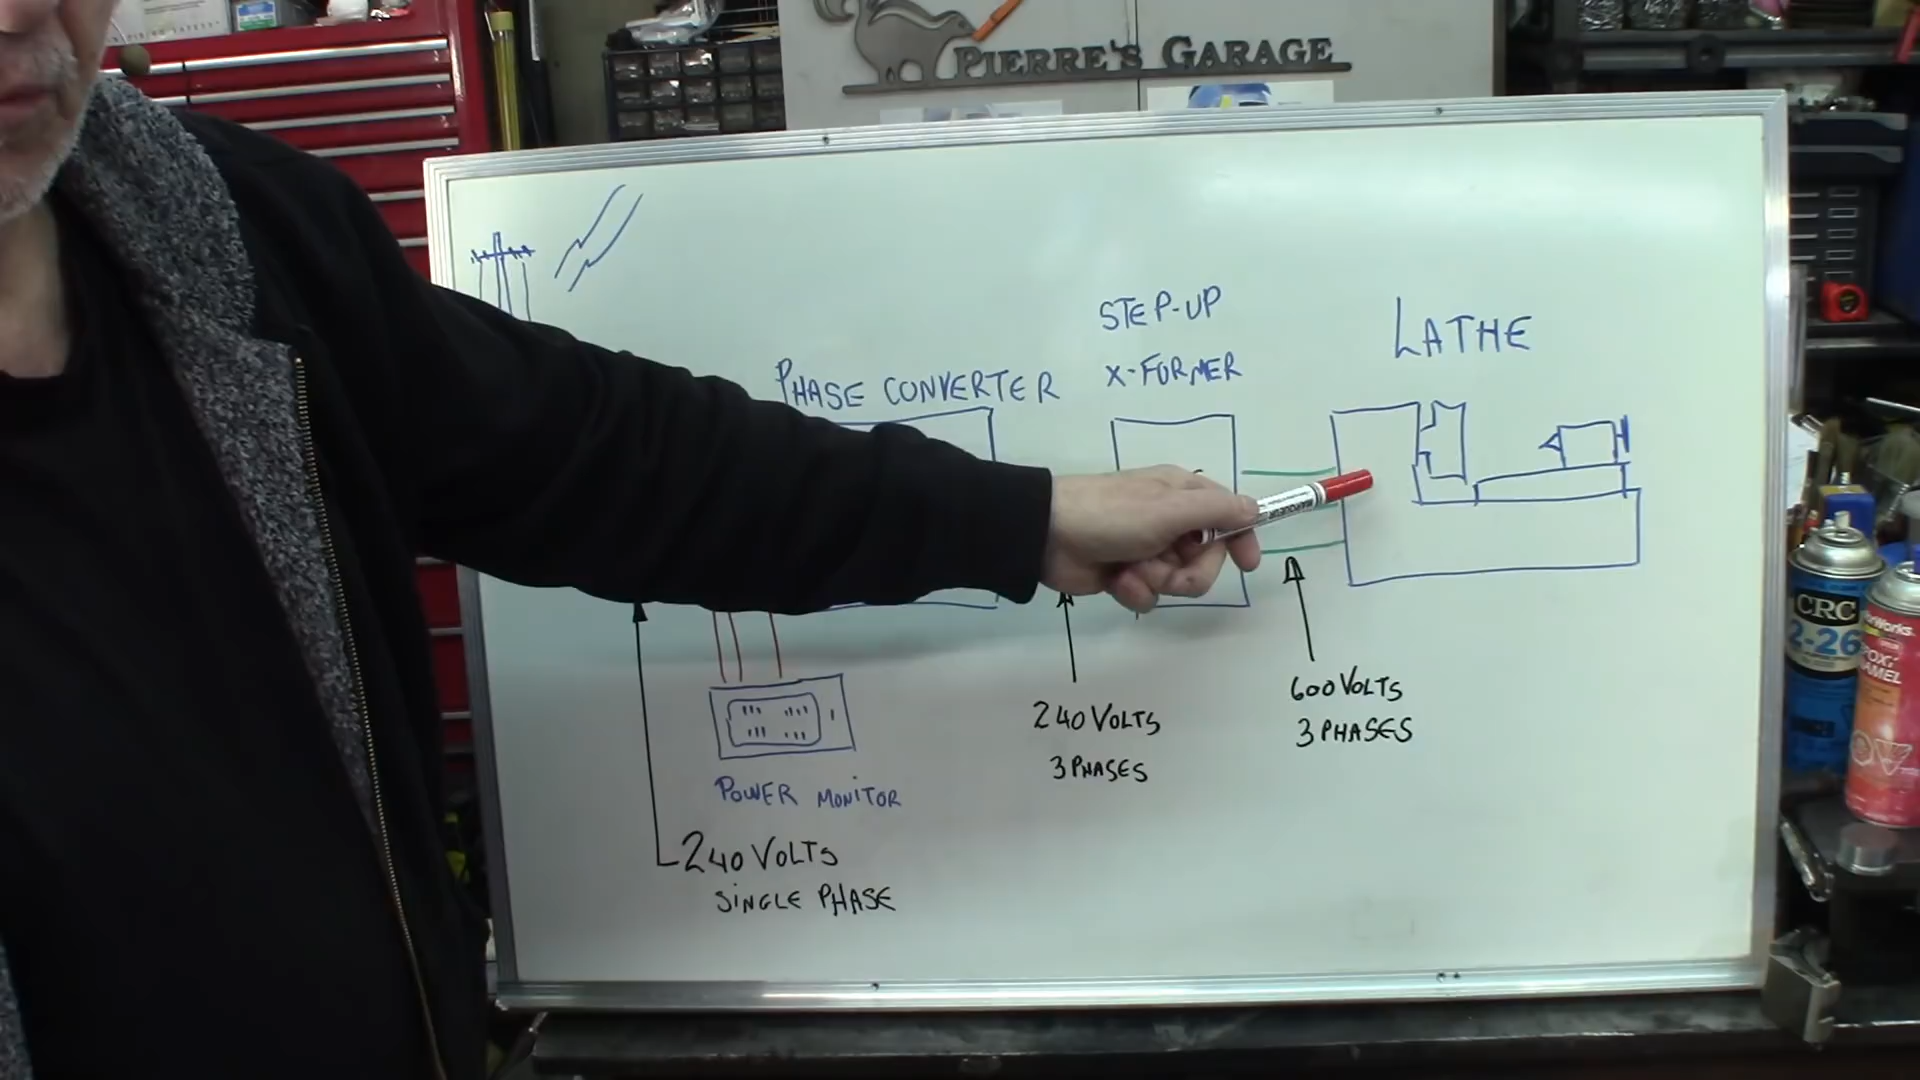 PIERRE'S GARAGE
STEP-UP
X-FORMER
LATHE
PHASE CONVERTER
600 VOLTS
3 PHASES
240 VOLTS
3 PHASES
POWER MONITOR
240 VOLTS
SINGLE PHASE
CRC
2-26